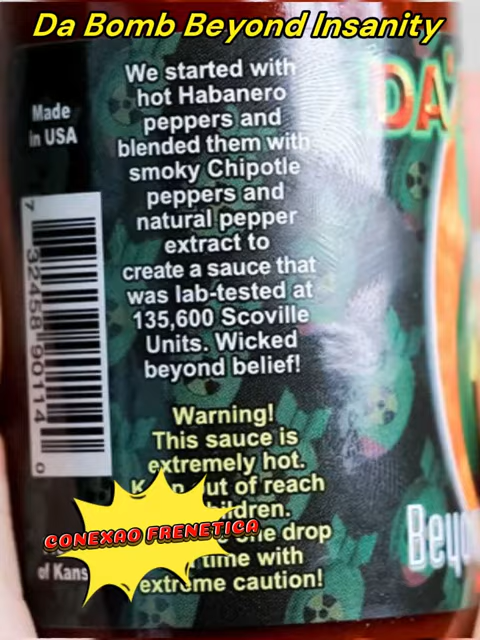 Da Bomb Beyond Insanity
Made
in USA
We started with
hot Habanero
peppers and
blended them with
smoky Chipotle
peppers and
natural pepper
extract to
create a sauce that
was lab-tested at
135,600 Scoville
Units. Wicked
beyond belief!
Warning!
This sauce is
extremely hot.
out of reach
drop
time with
extreme caution!
7 32458 90114 0
of Kans
CONEXAO FRENETICA
DA
Beyo